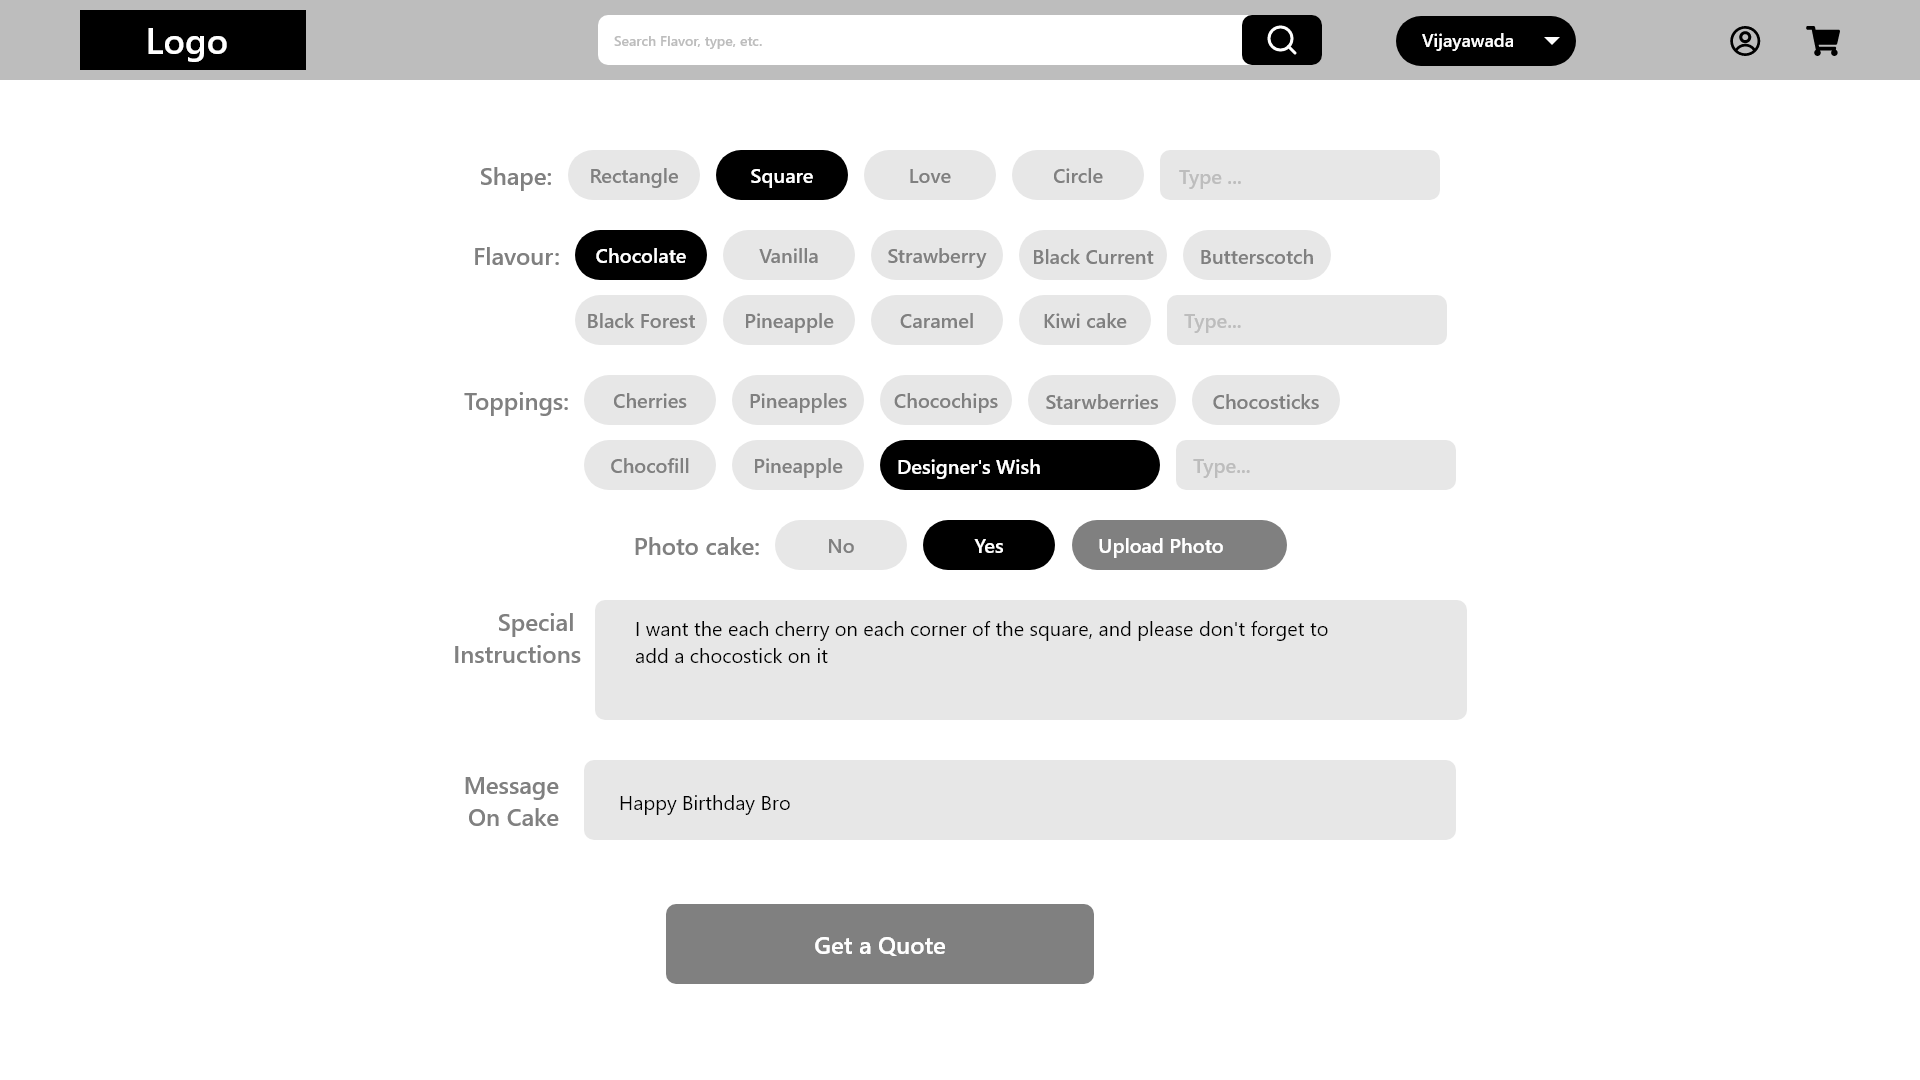 Logo
Search Flavor, type, etc.
Vijayawada
Shape: Rectangle Square Love Circle Type ...
Flavour: Chocolate Vanilla Strawberry Black Current Butterscotch
Black Forest Pineapple Caramel Kiwi cake Type...
Toppings: Cherries Pineapples Chocochips Starwberries Chocosticks
Chocofill Pineapple Designer's Wish Type...
Photo cake: No Yes Upload Photo
Special
Instructions
I want the each cherry on each corner of the square, and please don't forget to
add a chocostick on it
Message
On Cake
Happy Birthday Bro
Get a Quote